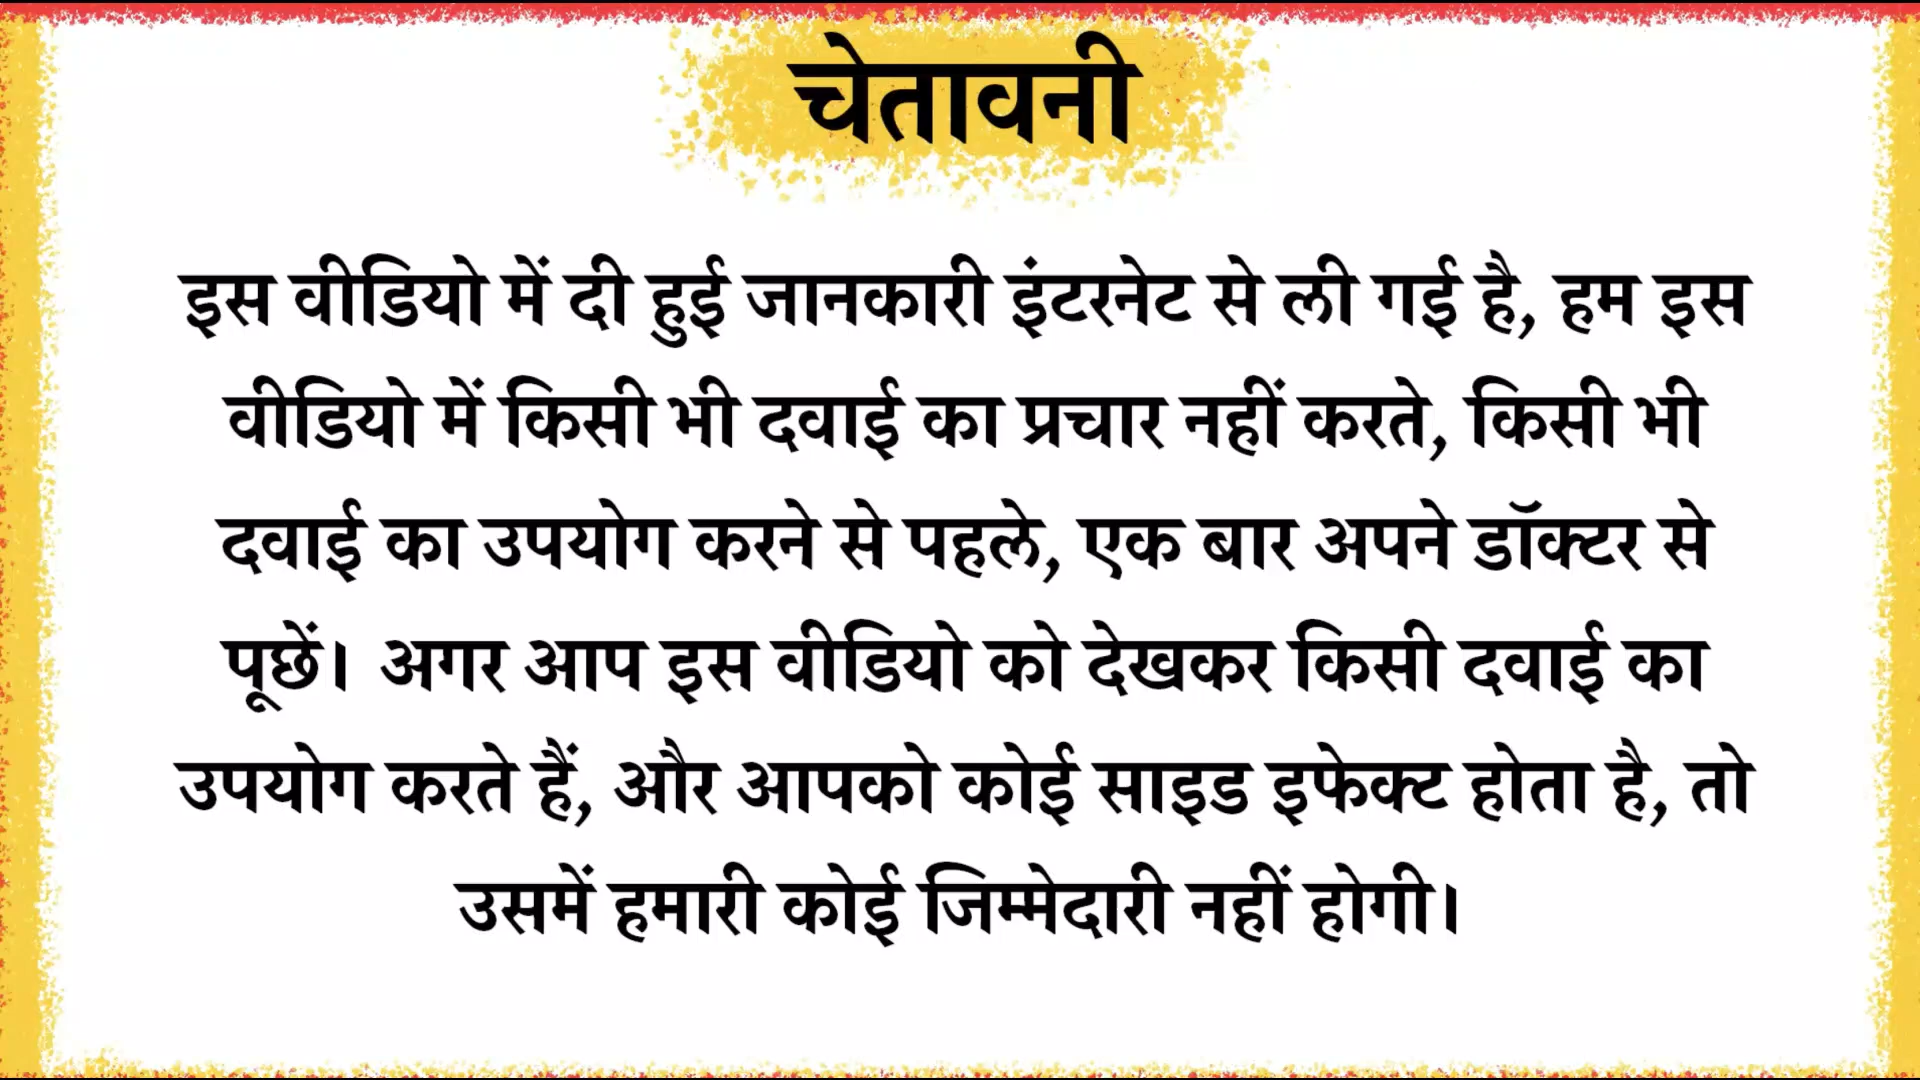 चेतावनी
इस वीडियो में दी हुई जानकारी इंटरनेट से ली गई है, हम इस
वीडियो में किसी भी दवाई का प्रचार नहीं करते, किसी भी
दवाई का उपयोग करने से पहले, एक बार अपने डॉक्टर से
पूछें। अगर आप इस वीडियो को देखकर किसी दवाई का
उपयोग करते हैं, और आपको कोई साइड इफेक्ट होता है, तो
उसमें हमारी कोई जिम्मेदारी नहीं होगी।